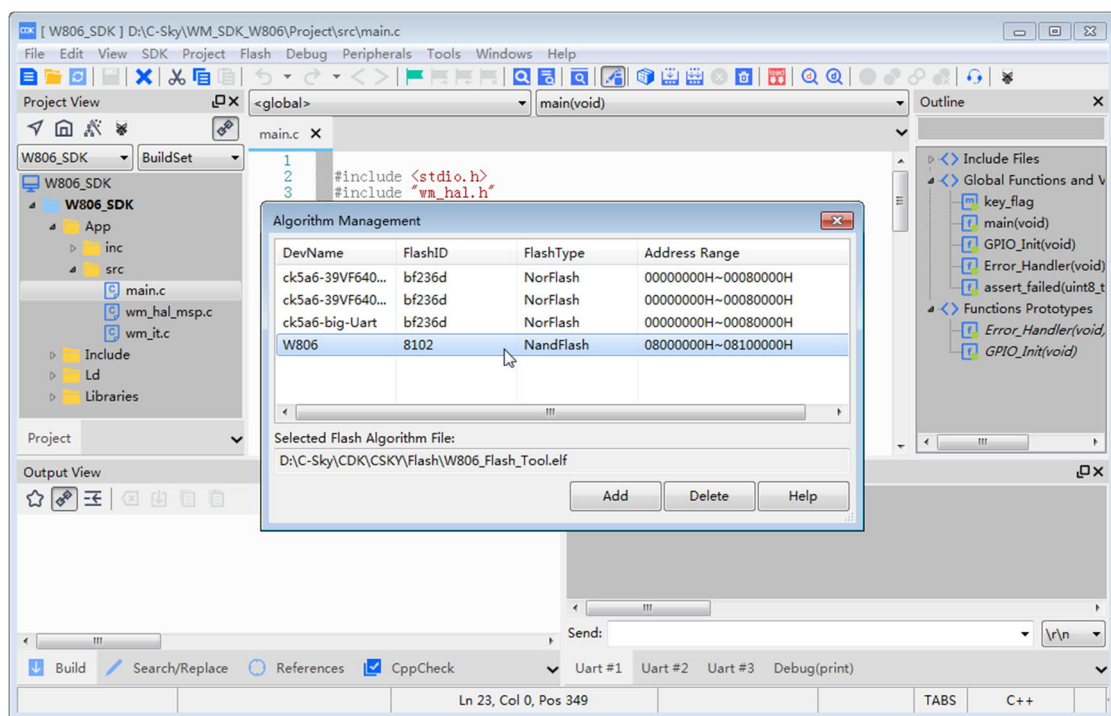 [ W806_SDK ] D:\C-Sky\WM_SDK_W806\Project\src\main.c
File Edit View SDK Project Flash Debug Peripherals Tools Windows Help
Project View
<global>
main(void)
Outline
main.c
W806_SDK
BuildSet
W806_SDK
W806_SDK
App
inc
src
main.c
wm_hal_msp.c
wm_it.c
Include
Ld
Libraries
Project
1
2 #include <stdio.h>
3 #include "wm_hal.h"
Include Files
Global Functions and V
key_flag
main(void)
GPIO_Init(void)
Error_Handler(void)
assert_failed(uint8_t
Functions Prototypes
Error_Handler(void,
GPIO_Init(void)
Algorithm Management
DevName FlashID FlashType Address Range
ck5a6-39VF640... bf236d NorFlash 00000000H~00080000H
ck5a6-39VF640... bf236d NorFlash 00000000H~00080000H
ck5a6-big-Uart bf236d NorFlash 00000000H~00080000H
W806 8102 NandFlash 08000000H~08100000H
Selected Flash Algorithm File:
D:\C-Sky\CDK\CSKY\Flash\W806_Flash_Tool.elf
Add Delete Help
Output View
Send:
\r\n
Build Search/Replace References CppCheck
Uart #1 Uart #2 Uart #3 Debug(print)
Ln 23, Col 0, Pos 349
TABS C++